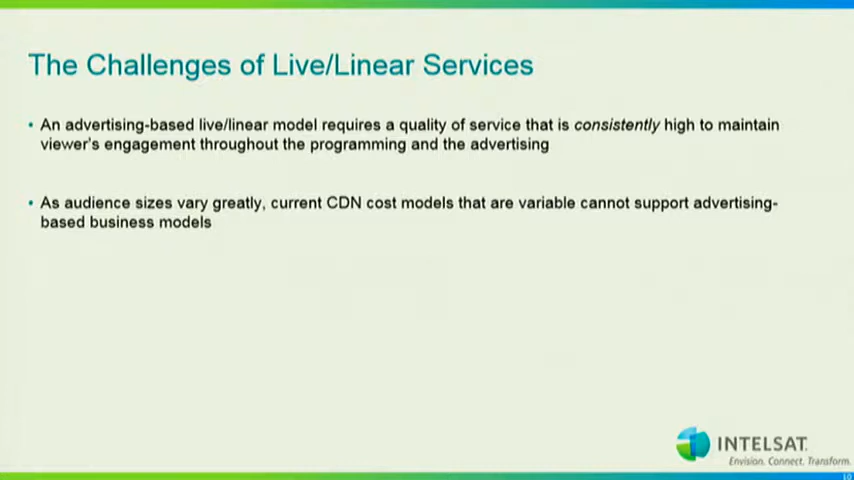 The Challenges of Live/Linear Services
• An advertising-based live/linear model requires a quality of service that is consistently high to maintain
viewer's engagement throughout the programming and the advertising
• As audience sizes vary greatly, current CDN cost models that are variable cannot support advertising-
based business models
INTELSAT.
Envision. Connect. Transform.
10